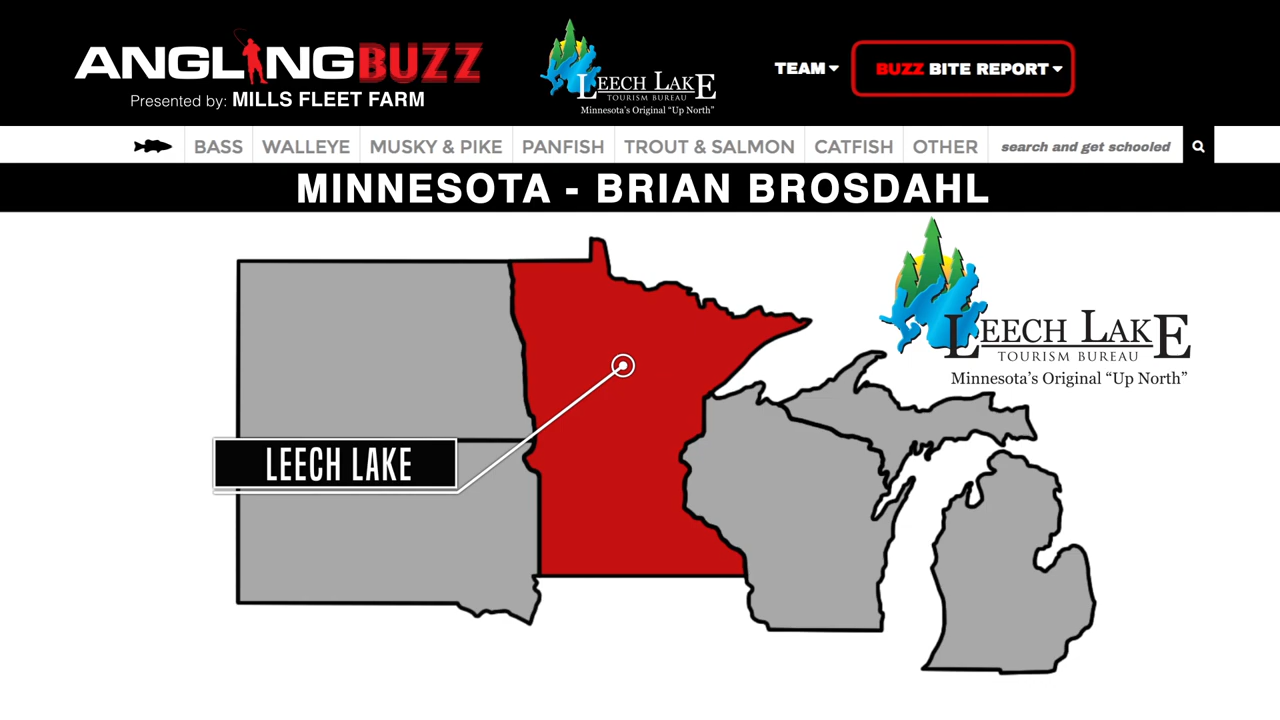 ANGLINGBUZZ
Presented by: MILLS FLEET FARM
LEECH LAKE
TOURISM BUREAU
Minnesota's Original "Up North"
TEAM
BUZZ BITE REPORT
BASS
WALLEYE
MUSKY & PIKE
PANFISH
TROUT & SALMON
CATFISH
OTHER
search and get schooled
MINNESOTA - BRIAN BROSDAHL
LEECH LAKE
TOURISM BUREAU
Minnesota's Original "Up North"
LEECH LAKE